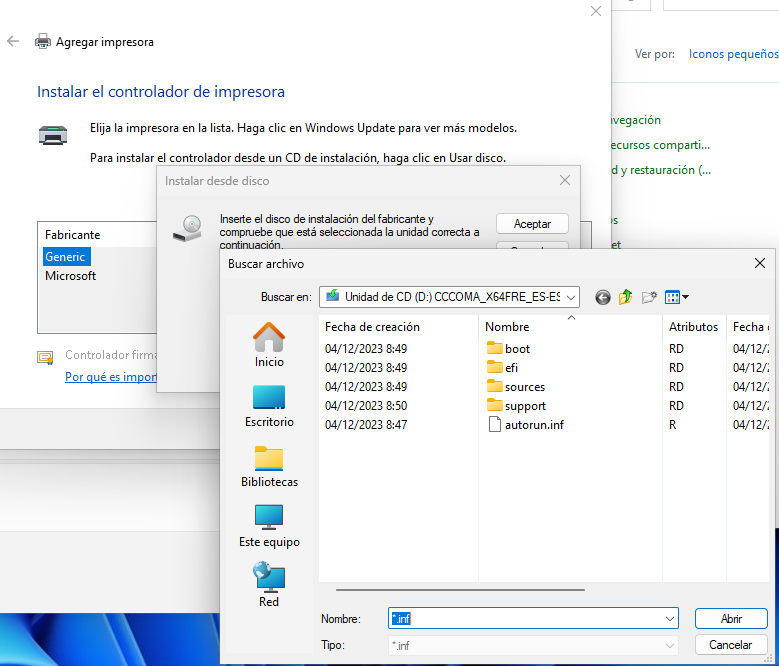 Agregar impresora
Ver por: Iconos pequeños
Instalar el controlador de impresora
Elija la impresora en la lista. Haga clic en Windows Update para ver más modelos.
Para instalar el controlador desde un CD de instalación, haga clic en Usar disco.
vegación
ecursos comparti...
d y restauración (...
Instalar desde disco
Inserte el disco de instalación del fabricante y
compruebe que está seleccionada la unidad correcta a
continuación.
Aceptar
Fabricante
Generic
Microsoft
Controlador firma
Por qué es import
Buscar archivo
Buscar en: Unidad de CD (D:) CCCOMA_X64FRE_ES-ES
Fecha de creación Nombre Atributos Fecha
04/12/2023 8:49 boot RD 04/12/2
04/12/2023 8:49 efi RD 04/12/2
04/12/2023 8:49 sources RD 04/12/2
04/12/2023 8:50 support RD 04/12/2
04/12/2023 8:47 autorun.inf R 04/12/2
Inicio
Escritorio
Bibliotecas
Este equipo
Red
Nombre: *.inf Abrir
Tipo: *.inf Cancelar